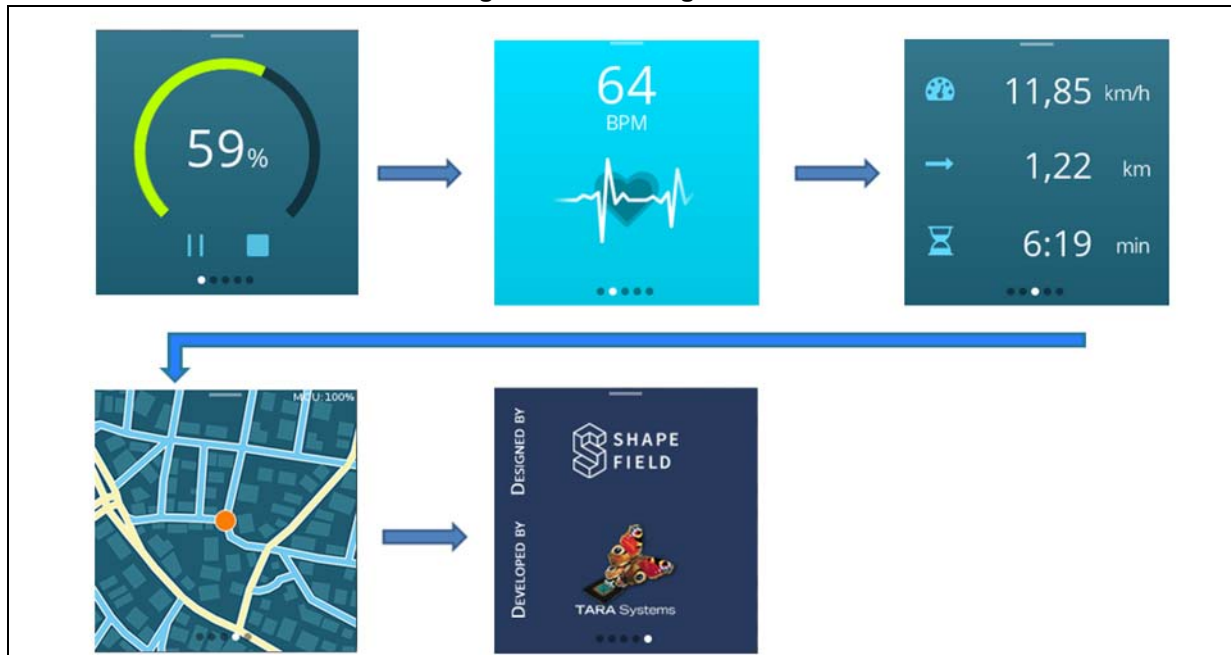 59%
64
BPM
11,85 km/h
1,22 km
6:19 min
MCU: 100%
DESIGNED BY
SHAPE
FIELD
DEVELOPED BY
TARA Systems